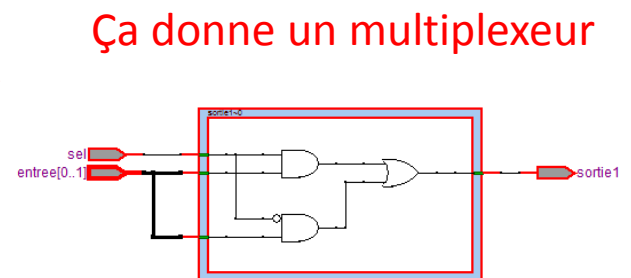 Ça donne un multiplexeur
sortie1~0
sel
entree[0..1]
sortie1